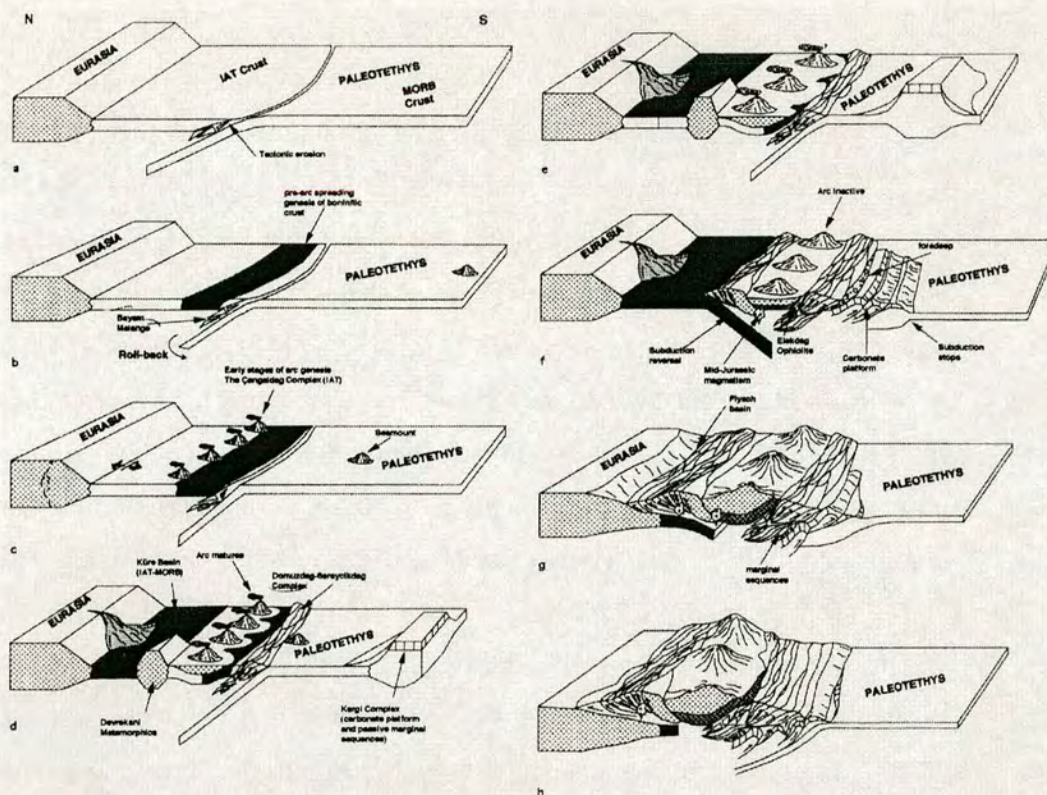 N
S
EURASIA
IAT Crust
PALEOTETHYS
MORB
Crust
Tectonic erosion
a
pre-arc spreading
genesis of boninitic
crust
EURASIA
PALEOTETHYS
Melange
Roll-back
b
Early stages of arc genesis
The Çangaldag Complex (IAT)
EURASIA
Seamount
PALEOTETHYS
c
Küre Basin
(IAT-MORB)
Arc matures
Complex
EURASIA
PALEOTETHYS
Devrekani
Metamorphics
Kargi Complex
(carbonate platform
and passive marginal
sequences)
d
EURASIA
PALEOTETHYS
e
Arc inactive
EURASIA
foredeep
PALEOTETHYS
Subduction
reversal
Mid-Jurassic
magmatism
Elekdag
Ophiolite
Carbonate
platform
Subduction
stops
f
Flysch
basin
EURASIA
PALEOTETHYS
marginal
sequences
g
PALEOTETHYS
h